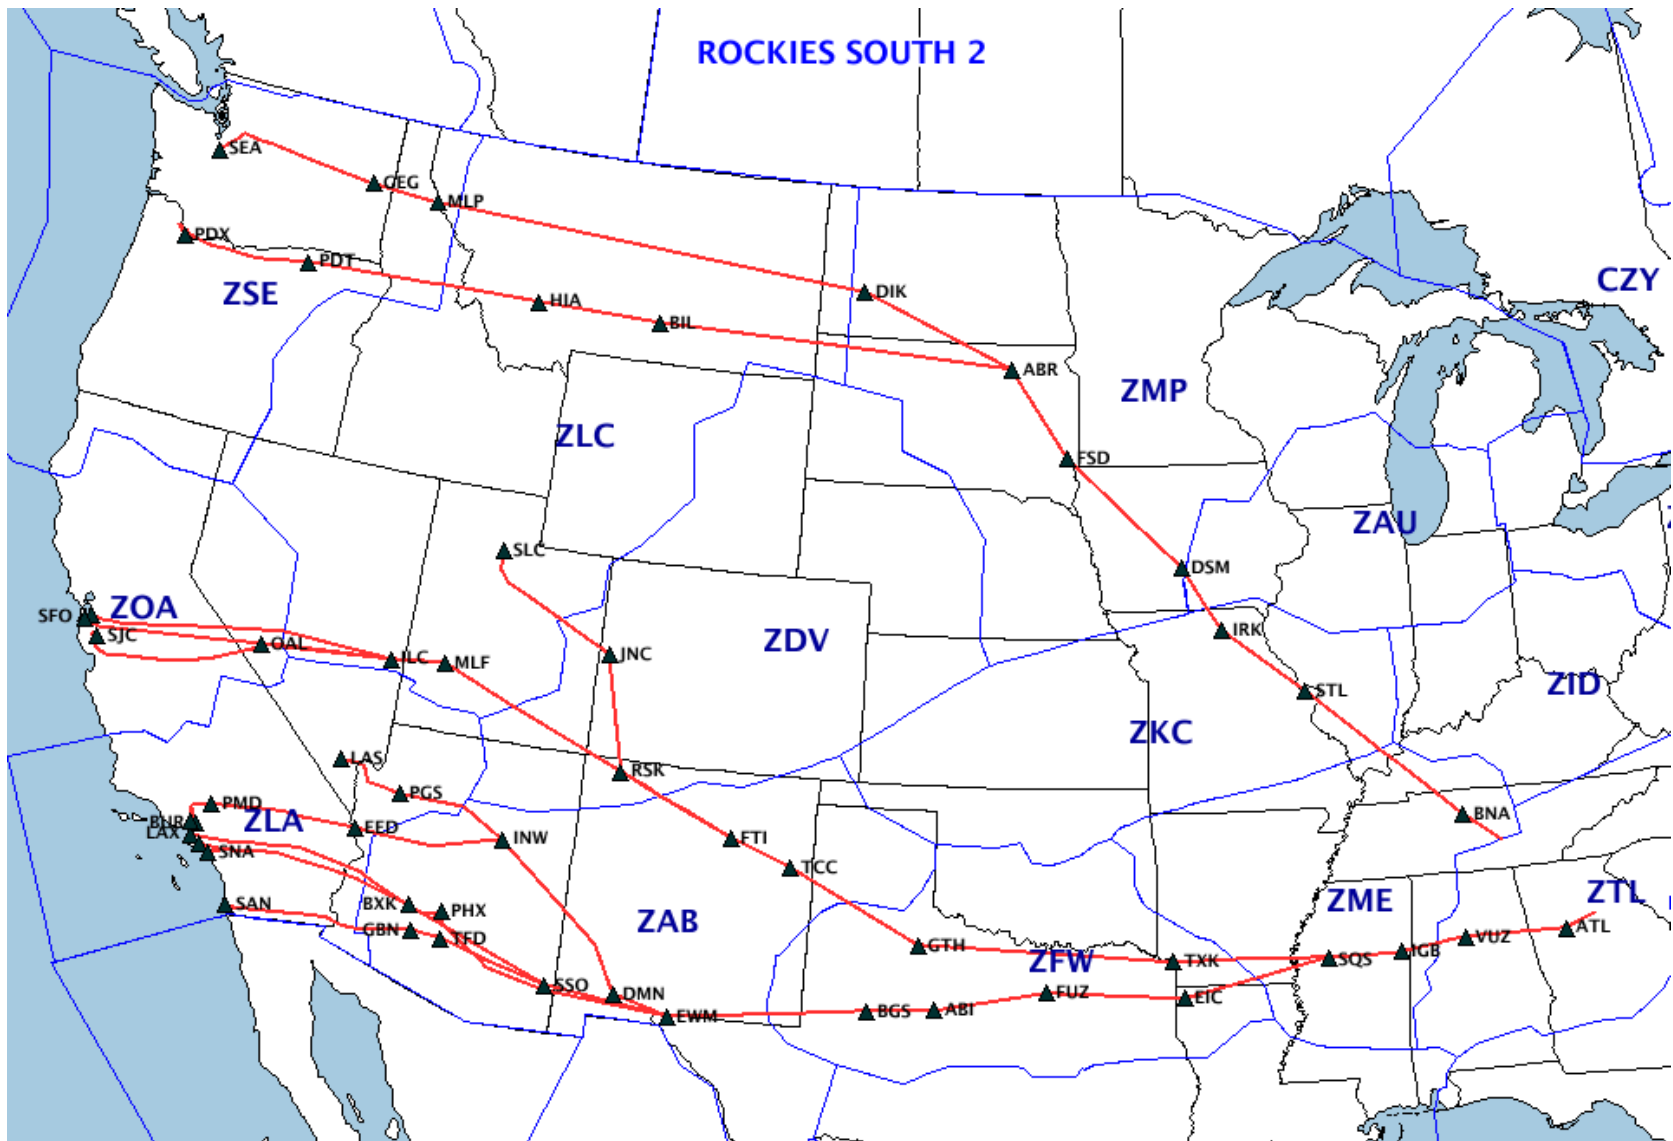 ROCKIES SOUTH 2
SEA
GEG
MLP
PDX
PDT
ZSE
HIA
BIL
DIK
CZY
ABR
ZMP
ZLC
FSD
ZAU
SLC
DSM
SFO
ZOA
SJC
OAL
ILC
MLF
JNC
ZDV
IRK
STL
ZID
ZKC
LAS
RSK
PGS
PMD
BUR
LAX
ZLA
EED
INW
SNA
FTI
TCC
BNA
SAN
BXK
PHX
GBN
TFD
ZAB
ZME
ZTL
ATL
VUZ
IGB
SQS
GTH
ZFW
TXK
SSO
DMN
EWM
BGS
ABI
FUZ
EIC